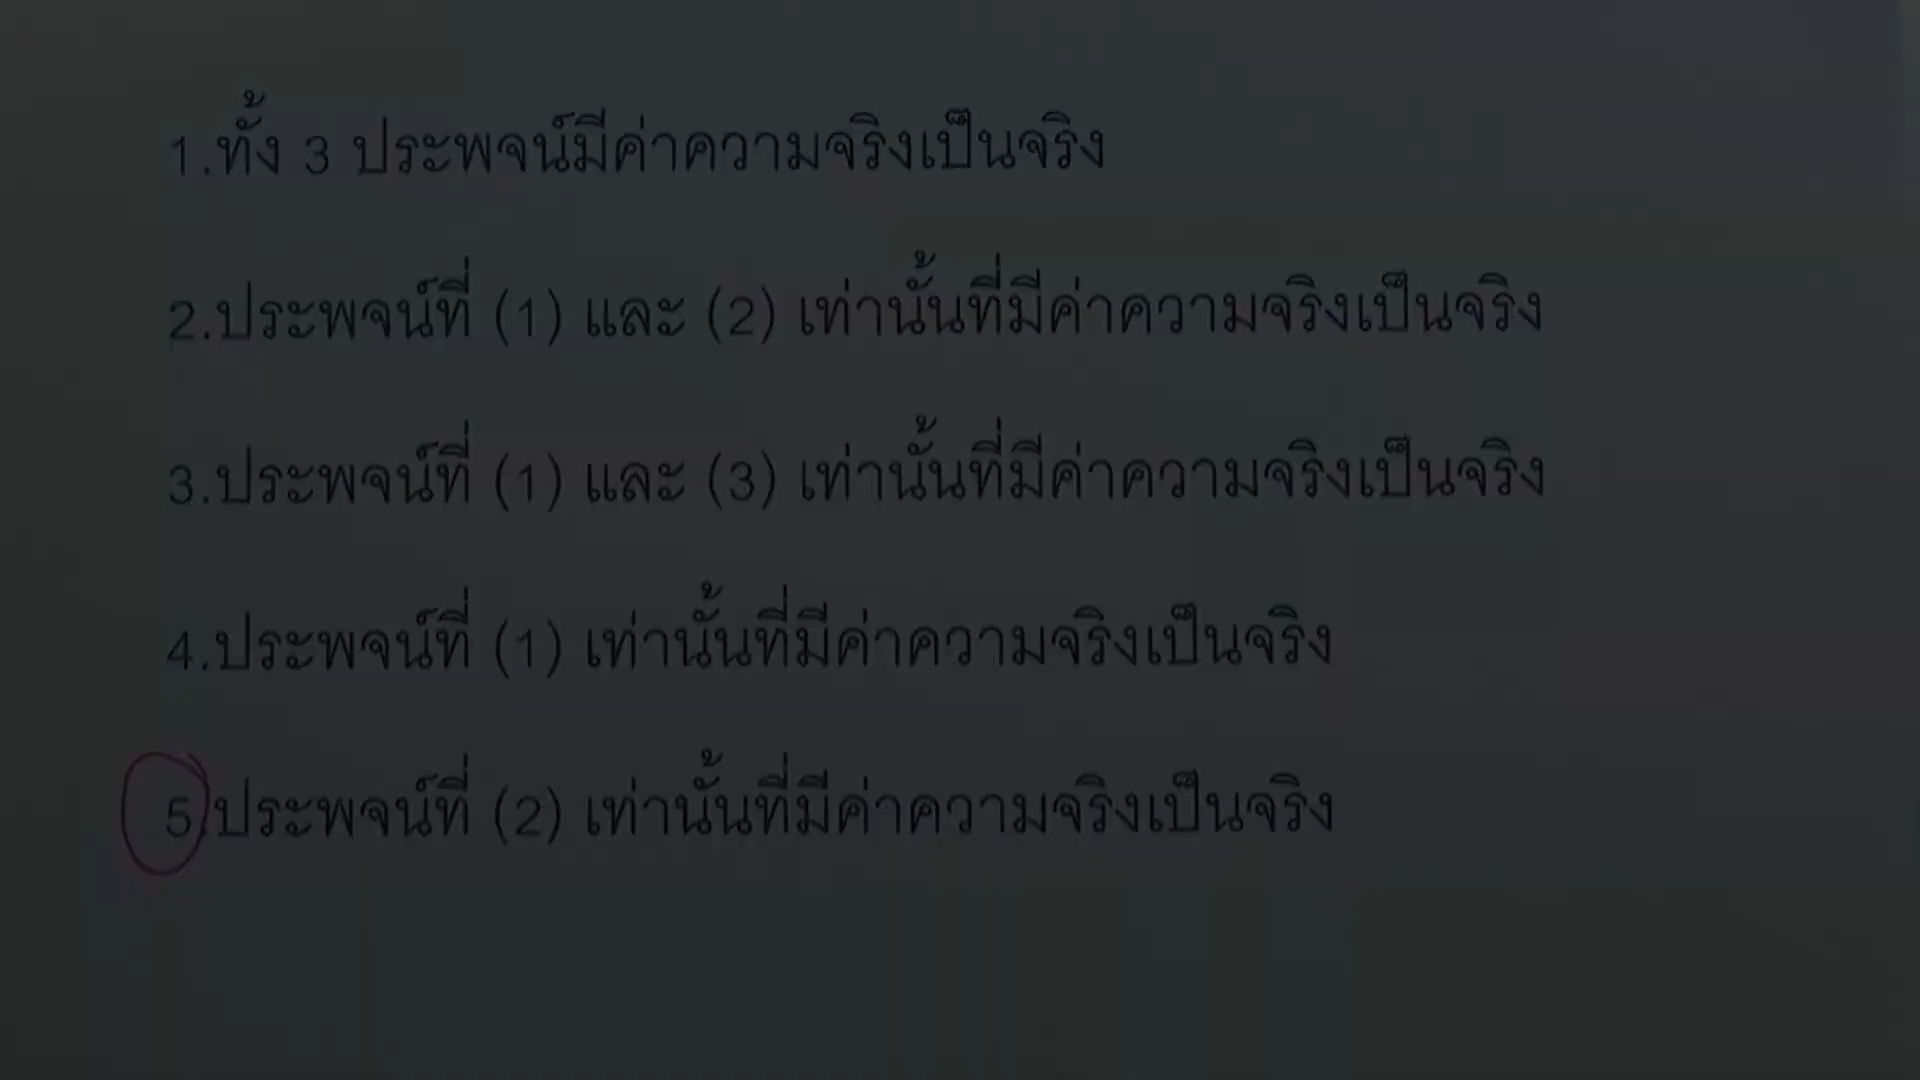 1.ทั้ง 3 ประพจน์มีค่าความจริงเป็นจริง
2.ประพจน์ที่ (1) และ (2) เท่านั้นที่มีค่าความจริงเป็นจริง
3.ประพจน์ที่ (1) และ (3) เท่านั้นที่มีค่าความจริงเป็นจริง
4.ประพจน์ที่ (1) เท่านั้นที่มีค่าความจริงเป็นจริง
5.ประพจน์ที่ (2) เท่านั้นที่มีค่าความจริงเป็นจริง